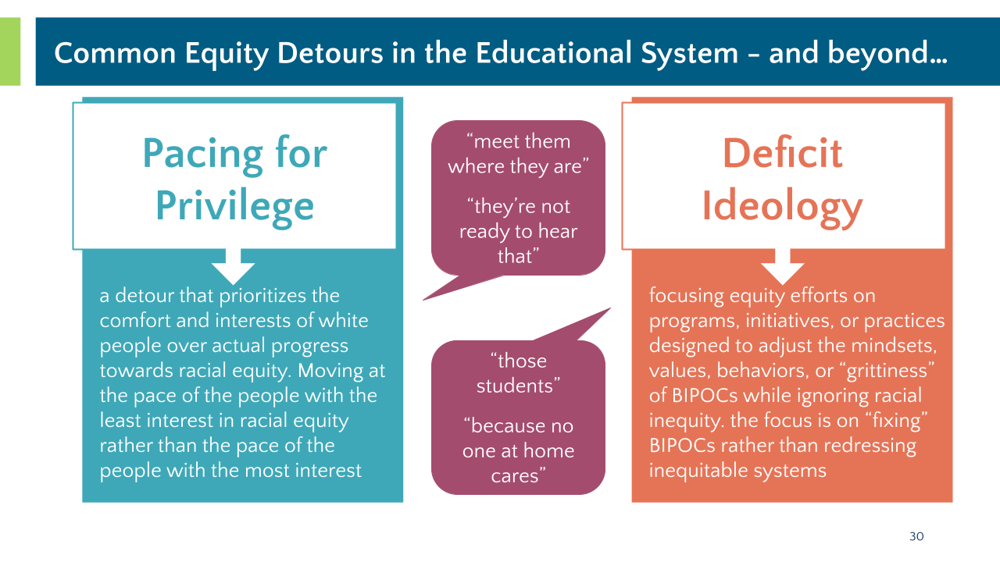 Common Equity Detours in the Educational System – and beyond…
Pacing for
Privilege
a detour that prioritizes the
comfort and interests of white
people over actual progress
towards racial equity. Moving at
the pace of the people with the
least interest in racial equity
rather than the pace of the
people with the most interest
“meet them
where they are”
“they’re not
ready to hear
that”
“those
students”
“because no
one at home
cares”
Deficit
Ideology
focusing equity efforts on
programs, initiatives, or practices
designed to adjust the mindsets,
values, behaviors, or “grittiness”
of BIPOCs while ignoring racial
inequity. the focus is on “fixing”
BIPOCs rather than redressing
inequitable systems
30